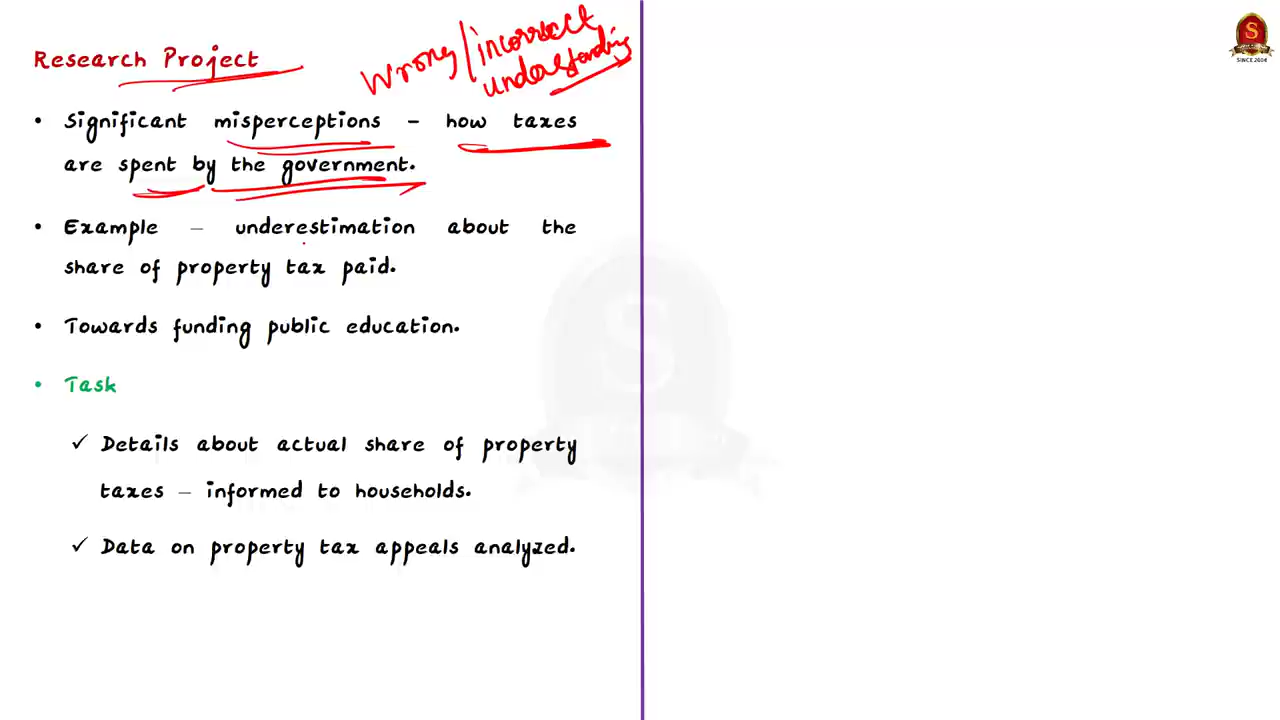 Research Project
Wrong/incorrect
understanding
• Significant misperceptions - how taxes
are spent by the government.
• Example – underestimation about the
share of property tax paid.
• Towards funding public education.
• Task
✓ Details about actual share of property
taxes – informed to households.
✓ Data on property tax appeals analyzed.
S
SINCE 2004
S